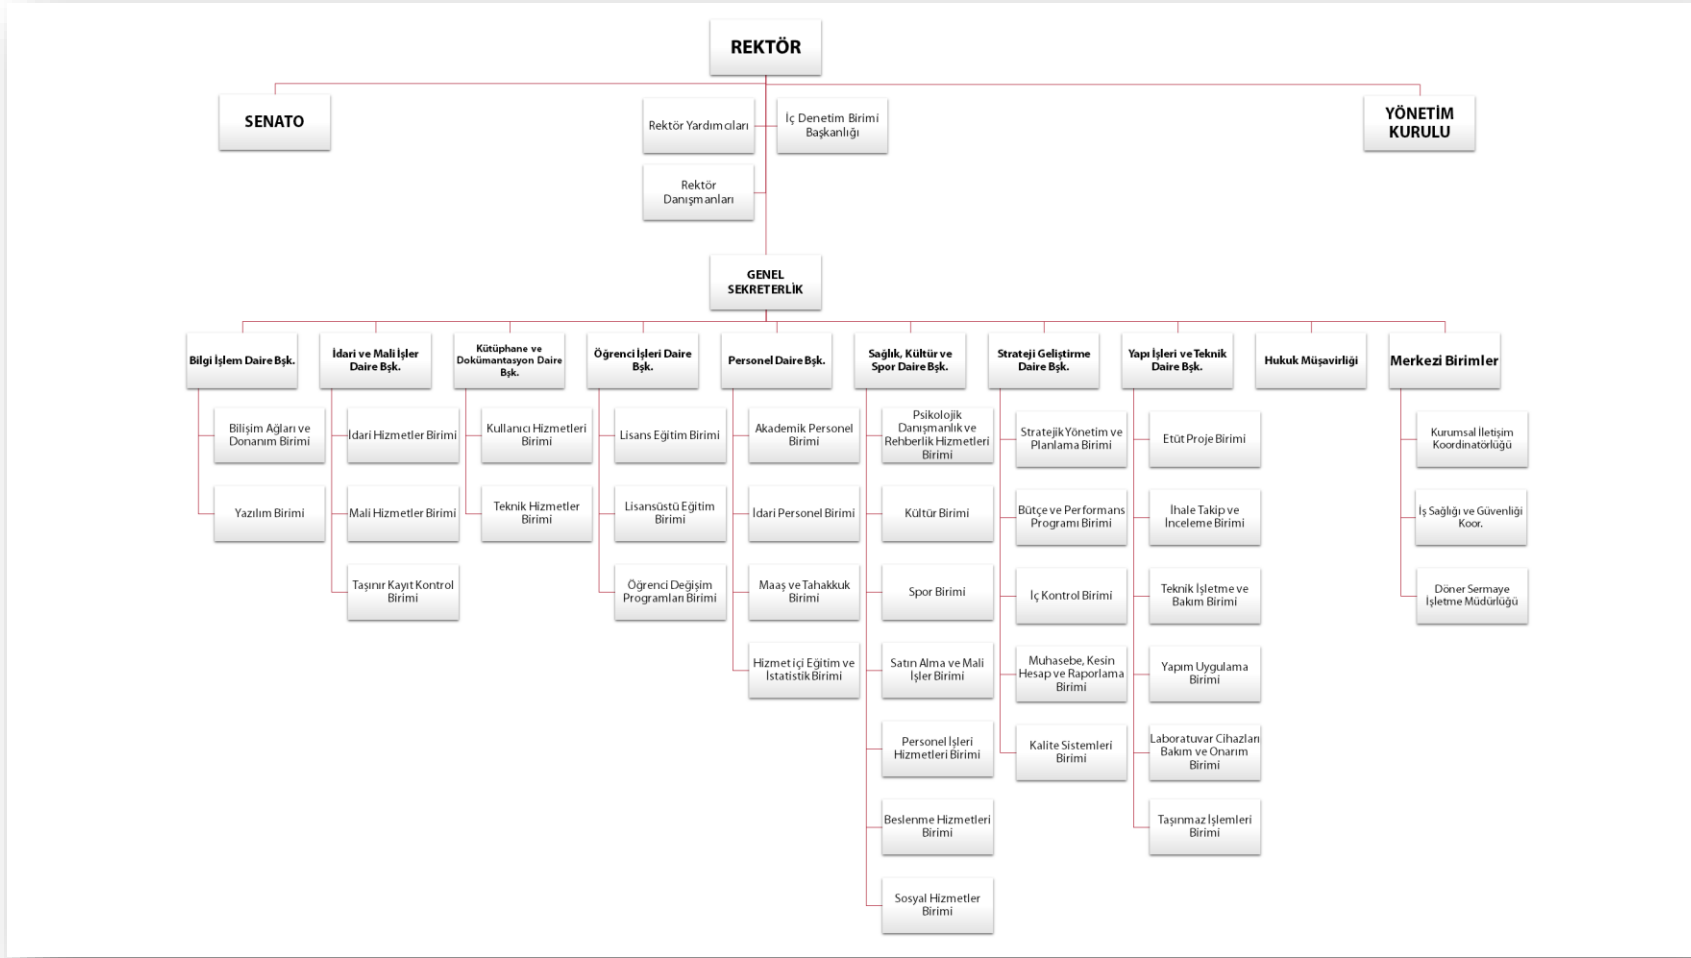 REKTÖR
SENATO
Rektör Yardımcıları
İç Denetim Birimi
Başkanlığı
YÖNETİM
KURULU
Rektör
Danışmanları
GENEL
SEKRETERLİK
Bilgi İşlem Daire Bşk.
Bilişim Ağları ve
Donanım Birimi
Yazılım Birimi
İdari ve Mali İşler
Daire Bşk.
İdari Hizmetler Birimi
Mali Hizmetler Birimi
Taşınır Kayıt Kontrol
Birimi
Kütüphane ve
Dokümantasyon Daire
Bşk.
Kullanıcı Hizmetleri
Birimi
Teknik Hizmetler
Birimi
Öğrenci İşleri Daire
Bşk.
Lisans Eğitim Birimi
Lisansüstü Eğitim
Birimi
Öğrenci Değişim
Programları Birimi
Personel Daire Bşk.
Akademik Personel
Birimi
İdari Personel Birimi
Maaş ve Tahakkuk
Birimi
Hizmet içi Eğitim ve
İstatistik Birimi
Sağlık, Kültür ve
Spor Daire Bşk.
Psikolojik
Danışmanlık ve
Rehberlik Hizmetleri
Birimi
Kültür Birimi
Spor Birimi
Satın Alma ve Mali
İşler Birimi
Personel İşleri
Hizmetleri Birimi
Beslenme Hizmetleri
Birimi
Sosyal Hizmetler
Birimi
Strateji Geliştirme
Daire Bşk.
Stratejik Yönetim ve
Planlama Birimi
Bütçe ve Performans
Programı Birimi
İç Kontrol Birimi
Muhasebe, Kesin
Hesap ve Raporlama
Birimi
Kalite Sistemleri
Birimi
Yapı İşleri ve Teknik
Daire Bşk.
Etüt Proje Birimi
İhale Takip ve
İnceleme Birimi
Teknik İşletme ve
Bakım Birimi
Yapım Uygulama
Birimi
Laboratuvar Cihazları
Bakım ve Onarım
Birimi
Taşınmaz İşlemleri
Birimi
Hukuk Müşavirliği
Merkezi Birimler
Kurumsal İletişim
Koordinatörlüğü
İş Sağlığı ve Güvenliği
Koor.
Döner Sermaye
İşletme Müdürlüğü